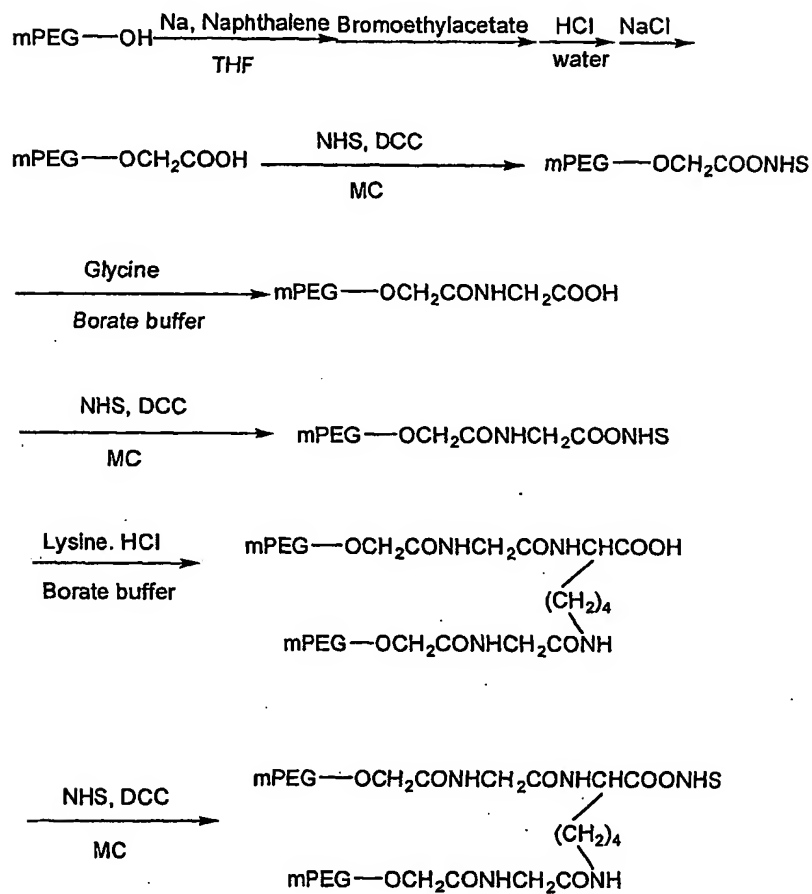 mPEG—OH Na, Naphthalene Bromoethylacetate HCl NaCl
THF water
mPEG—OCH₂COOH NHS, DCC mPEG—OCH₂COONHS
MC
Glycine
mPEG—OCH₂CONHCH₂COOH
Borate buffer
NHS, DCC
mPEG—OCH₂CONHCH₂COONHS
MC
Lysine. HCl
mPEG—OCH₂CONHCH₂CONHCHCOOH
Borate buffer
(CH₂)₄
mPEG—OCH₂CONHCH₂CONH
mPEG—OCH₂CONHCH₂CONHCHCOONHS
NHS, DCC
MC
(CH₂)₄
mPEG—OCH₂CONHCH₂CONH